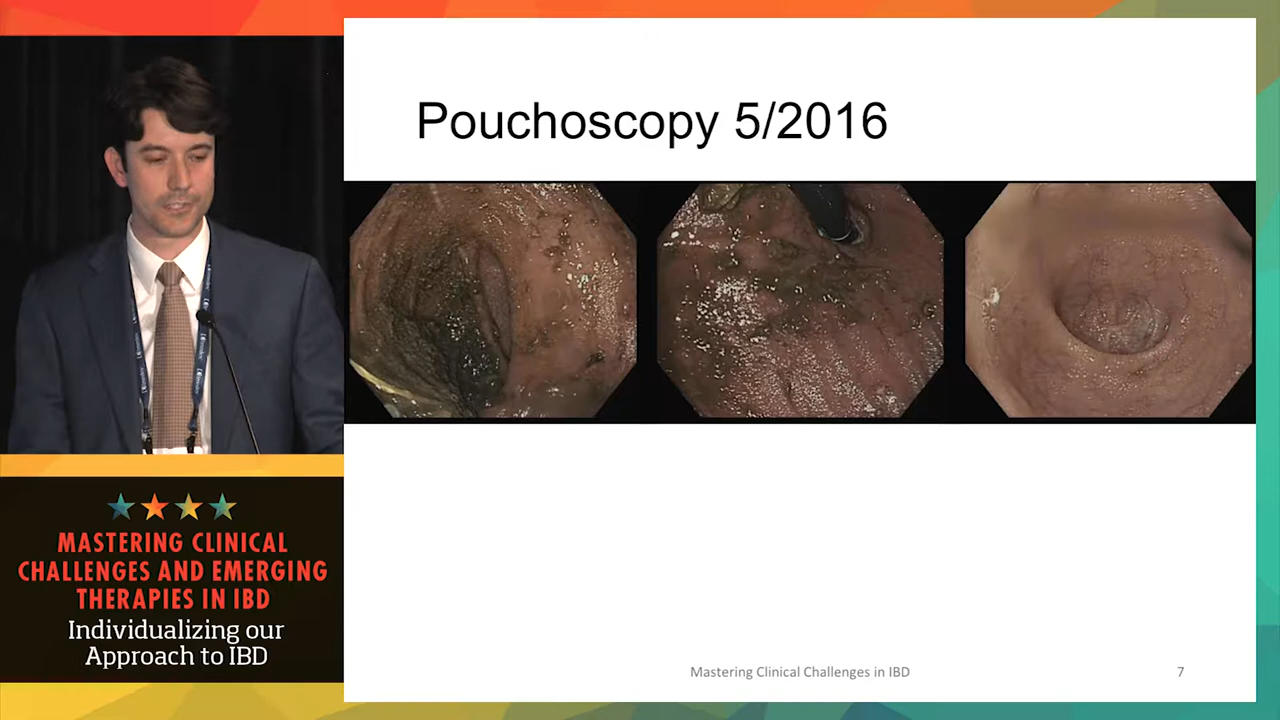 Pouchoscopy 5/2016
MASTERING CLINICAL
CHALLENGES AND EMERGING
THERAPIES IN IBD
Individualizing our
Approach to IBD
Mastering Clinical Challenges in IBD
7